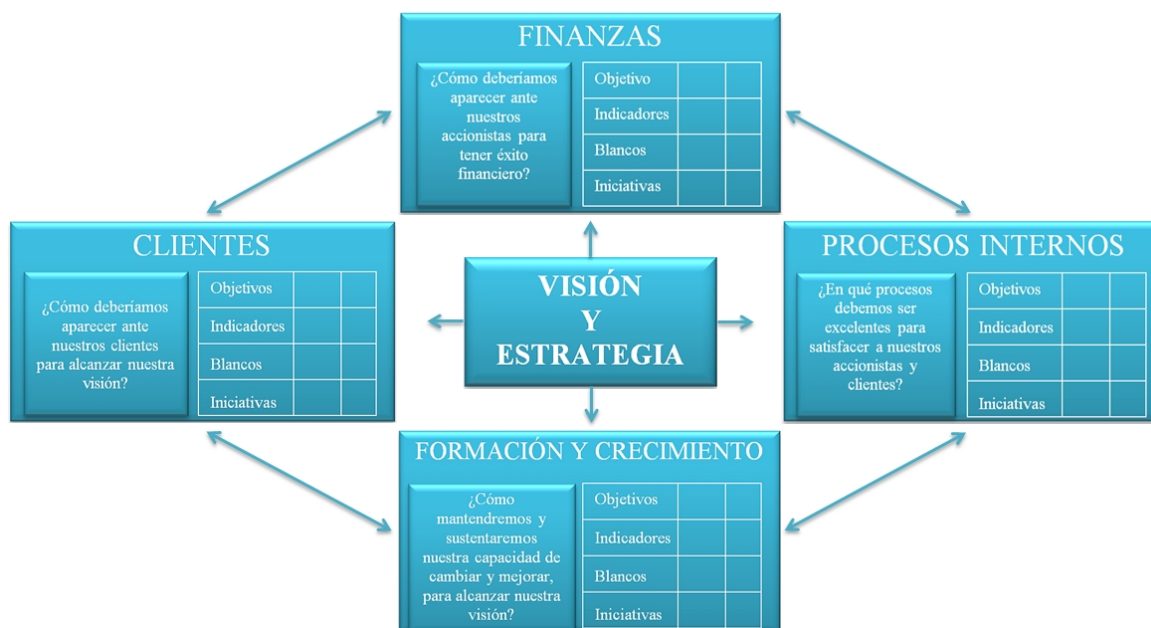 FINANZAS
¿Cómo deberíamos
aparecer ante
nuestros
accionistas para
tener éxito
financiero?
Objetivo
Indicadores
Blancos
Iniciativas
CLIENTES
¿Cómo deberíamos
aparecer ante
nuestros clientes
para alcanzar nuestra
visión?
Objetivos
Indicadores
Blancos
Iniciativas
VISIÓN
Y
ESTRATEGIA
PROCESOS INTERNOS
¿En qué procesos
debemos ser
excelentes para
satisfacer a nuestros
accionistas y
clientes?
Objetivos
Indicadores
Blancos
Iniciativas
FORMACIÓN Y CRECIMIENTO
¿Cómo
mantendremos y
sustentaremos
nuestra capacidad de
cambiar y mejorar,
para alcanzar nuestra
visión?
Objetivos
Indicadores
Blancos
Iniciativas